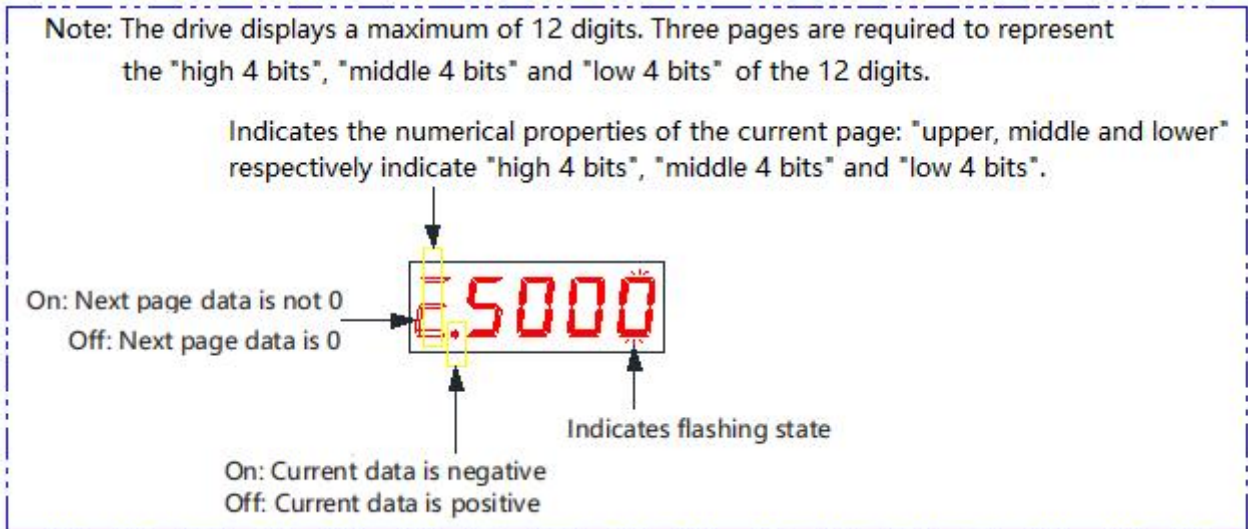 Note: The drive displays a maximum of 12 digits. Three pages are required to represent
the "high 4 bits", "middle 4 bits" and "low 4 bits" of the 12 digits.
Indicates the numerical properties of the current page: "upper, middle and lower"
respectively indicate "high 4 bits", "middle 4 bits" and "low 4 bits".
On: Next page data is not 0
Off: Next page data is 0
.5000
Indicates flashing state
On: Current data is negative
Off: Current data is positive